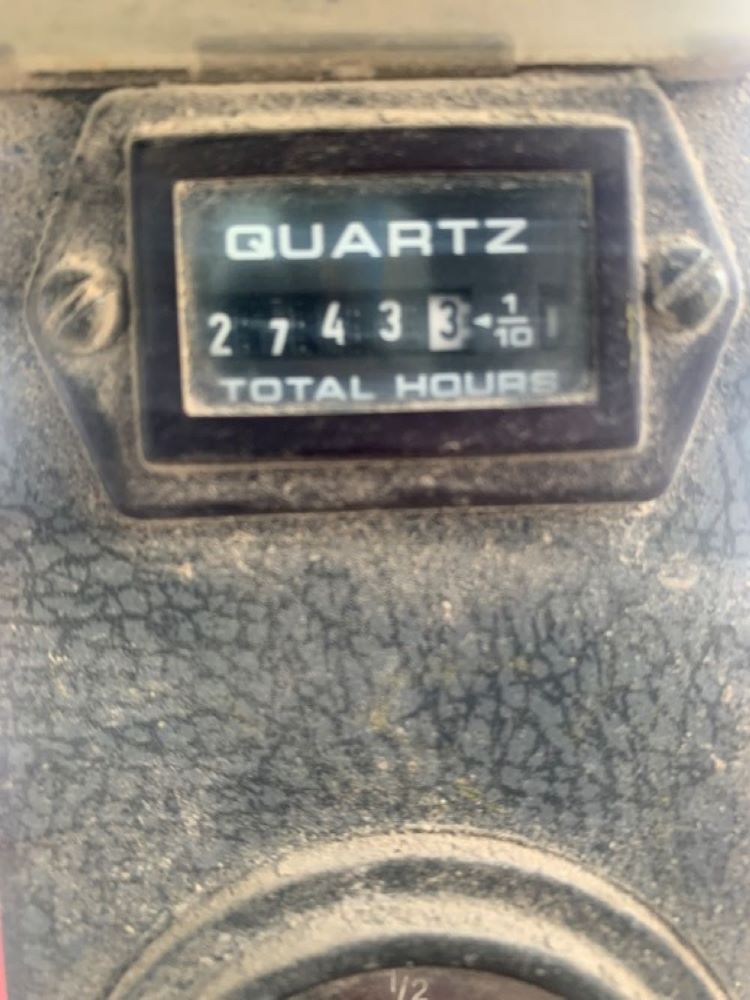 QUARTZ
2 7 4 3 3 ◄ 1/10
TOTAL HOURS
1/2